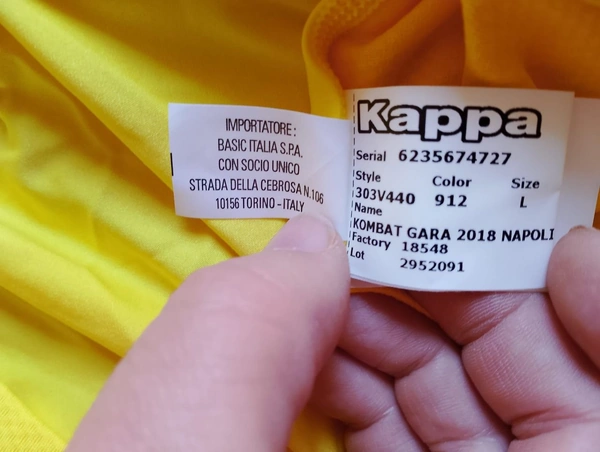 IMPORTATORE :
BASIC ITALIA S.P.A.
CON SOCIO UNICO
STRADA DELLA CEBROSA N.106
10156 TORINO - ITALY
Kappa
Serial 6235674727
Style Color Size
303V440 912 L
Name
KOMBAT GARA 2018 NAPOLI
Factory 18548
Lot 2952091